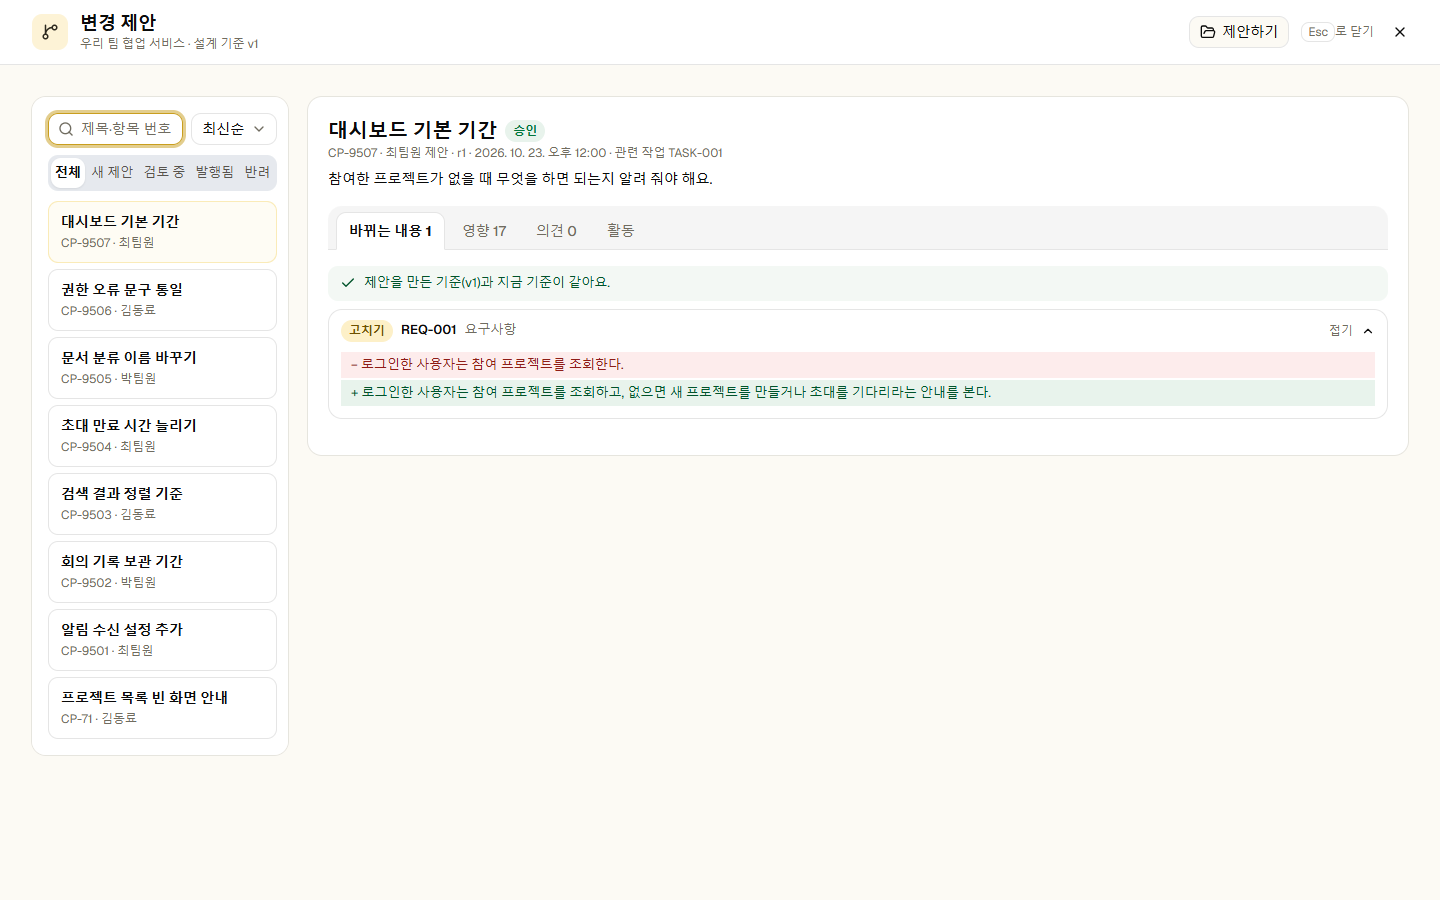 변경 제안
우리 팀 협업 서비스 · 설계 기준 v1
제안하기
Esc로 닫기
제목·항목 번호
최신순
전체 새 제안 검토 중 발행됨 반려
대시보드 기본 기간
CP-9507 · 최팀원
권한 오류 문구 통일
CP-9506 · 김동료
문서 분류 이름 바꾸기
CP-9505 · 박팀원
초대 만료 시간 늘리기
CP-9504 · 최팀원
검색 결과 정렬 기준
CP-9503 · 김동료
회의 기록 보관 기간
CP-9502 · 박팀원
알림 수신 설정 추가
CP-9501 · 최팀원
프로젝트 목록 빈 화면 안내
CP-71 · 김동료
대시보드 기본 기간 승인
CP-9507 · 최팀원 제안 · r1 · 2026. 10. 23. 오후 12:00 · 관련 작업 TASK-001
참여한 프로젝트가 없을 때 무엇을 하면 되는지 알려 줘야 해요.
바뀌는 내용 1 영향 17 의견 0 활동
제안을 만든 기준(v1)과 지금 기준이 같아요.
고치기 REQ-001 요구사항 접기
− 로그인한 사용자는 참여 프로젝트를 조회한다.
+ 로그인한 사용자는 참여 프로젝트를 조회하고, 없으면 새 프로젝트를 만들거나 초대를 기다리라는 안내를 본다.